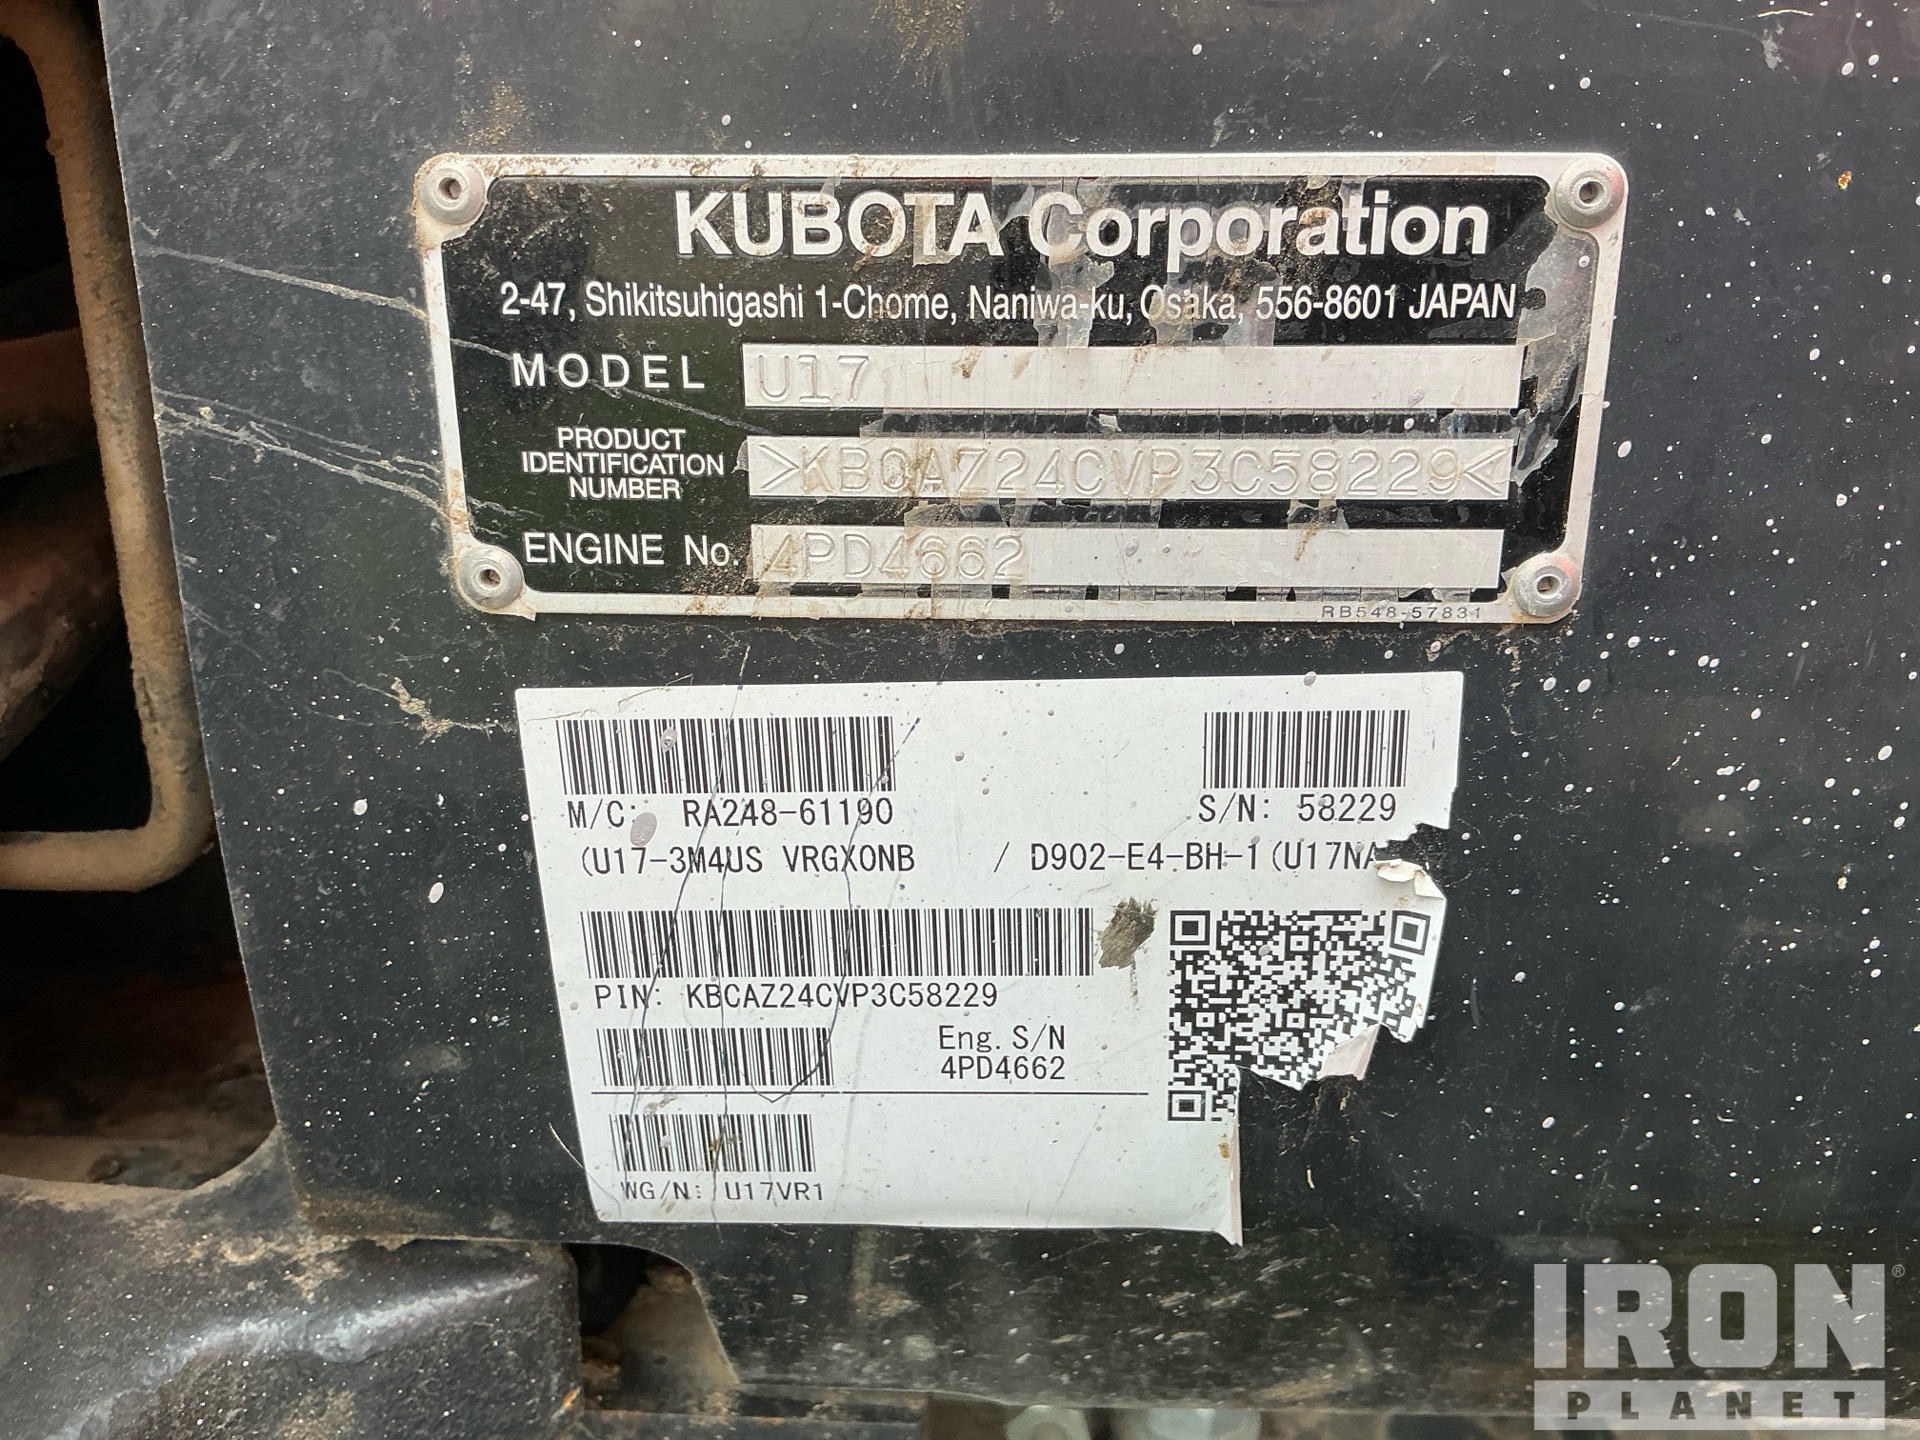 KUBOTA Corporation
2-47, Shikitsuhigashi 1-Chome, Naniwa-ku, Osaka, 556-8601 JAPAN
MODEL U17
PRODUCT IDENTIFICATION NUMBER >KBCAZ24CVP3C58229<
ENGINE No. 4PD4662
RB548-57831
M/C: RA248-61190 S/N: 58229
(U17-3M4US VRGXONB / D902-E4-BH-1(U17NA
PIN: KBCAZ24CVP3C58229
Eng. S/N
4PD4662
WG/N: U17VR1
IRON ®
PLANET